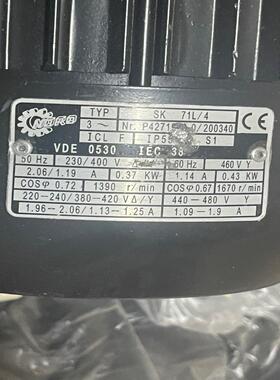 NORD
TYP SK 71L/4
3~ Nr. P4271 0/200340
ICL F IP55 S1
VDE 0530 IEC 38
50 Hz 230/400 V 60 Hz 460 V Y
2.06/1.19 A 0.37 KW 1.14 A 0.43 KW
COSφ 0.72 1390 r/min COSφ 0.67 1670 r/min
220-240/380-420 V Δ/Y 440-480 V Y
1.96-2.06/1.13-1.25 A 1.09-1.9 A